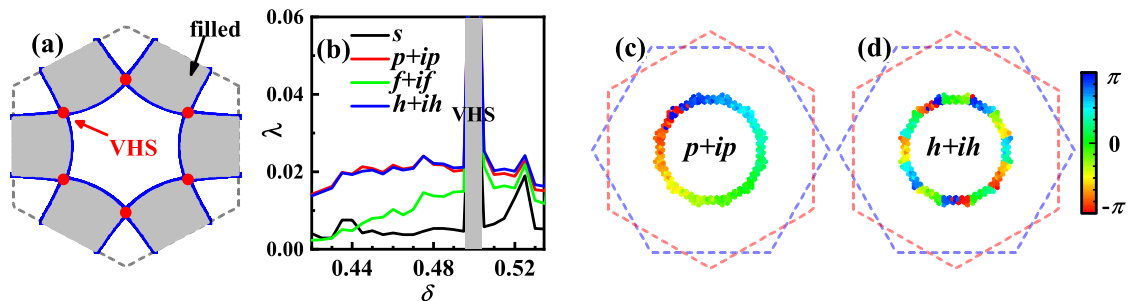 (a)
filled
VHS
(b)
s
p+ip
f+if
h+ih
VHS
λ
0.06
0.04
0.02
0.00
0.44
0.48
0.52
δ
(c)
p+ip
(d)
h+ih
π
0
-π